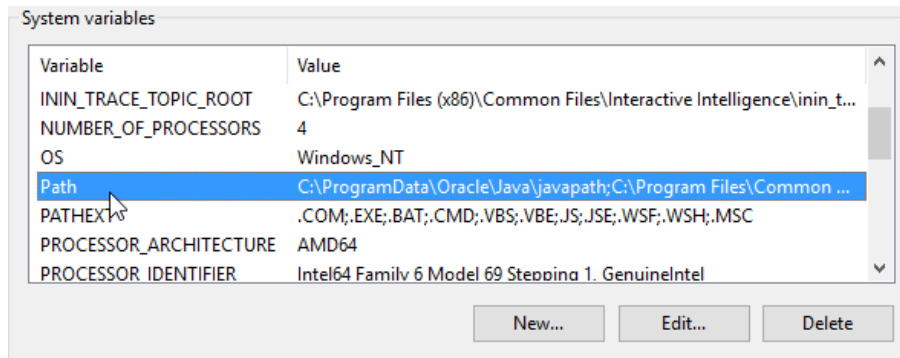 System variables
Variable Value
ININ_TRACE_TOPIC_ROOT C:\Program Files (x86)\Common Files\Interactive Intelligence\inin_t...
NUMBER_OF_PROCESSORS 4
OS Windows_NT
Path C:\ProgramData\Oracle\Java\javapath;C:\Program Files\Common ...
PATHEXT .COM;.EXE;.BAT;.CMD;.VBS;.VBE;.JS;.JSE;.WSF;.WSH;.MSC
PROCESSOR_ARCHITECTURE AMD64
PROCESSOR_IDENTIFIER Intel64 Family 6 Model 69 Stepping 1, GenuineIntel
New... Edit... Delete